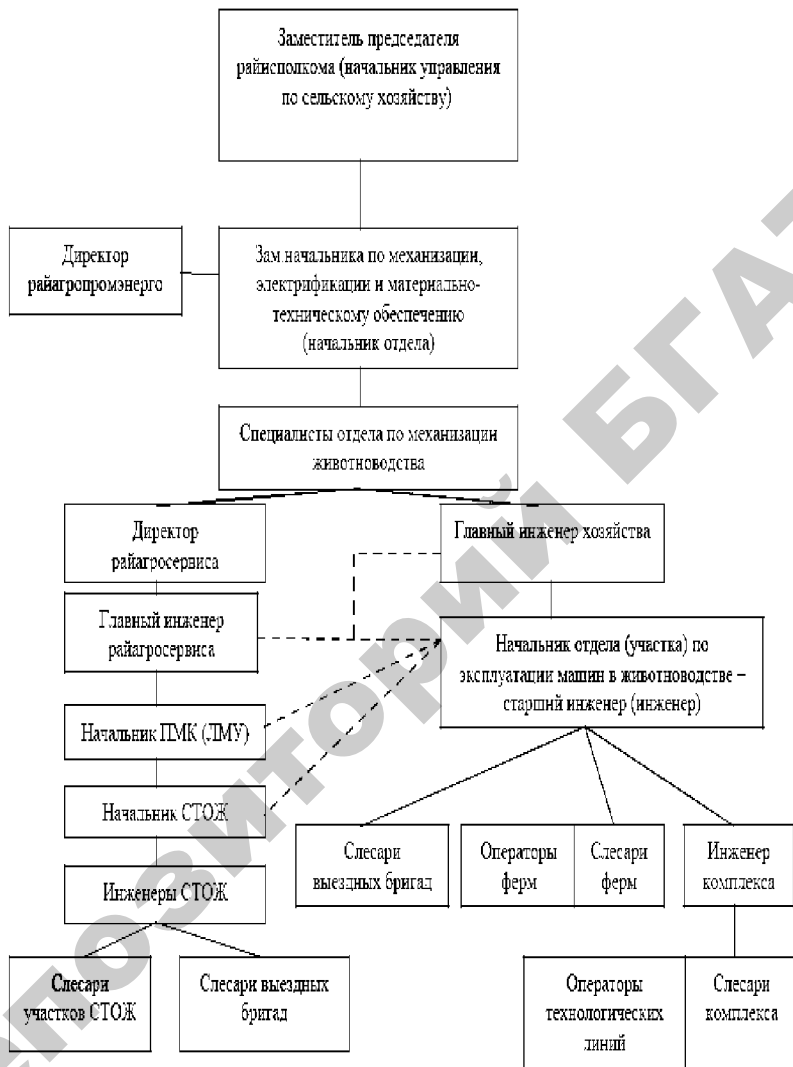 Заместитель председателя
райисполкома (начальник управления
по сельскому хозяйству)
Директор
райагропромэнерго
Зам начальника по механизации,
электрификации и материально-
техническому обеспечению
(начальник отдела)
Специалисты отдела по механизации
животноводства
Директор
райагросервиса
Главный инженер хозяйства
Главный инженер
райагросервиса
Начальник отдела (участка) по
эксплуатации машин в животноводстве –
старший инженер (инженер)
Начальник ПМК (ЛМУ)
Начальник СТОЖ
Инженеры СТОЖ
Слесари
выездных бригад
Операторы
ферм
Слесари
ферм
Инженер
комплекса
Слесари
участков СТОЖ
Слесари выездных
бригад
Операторы
технологических
линий
Слесари
комплекса
позиторий БГАТ